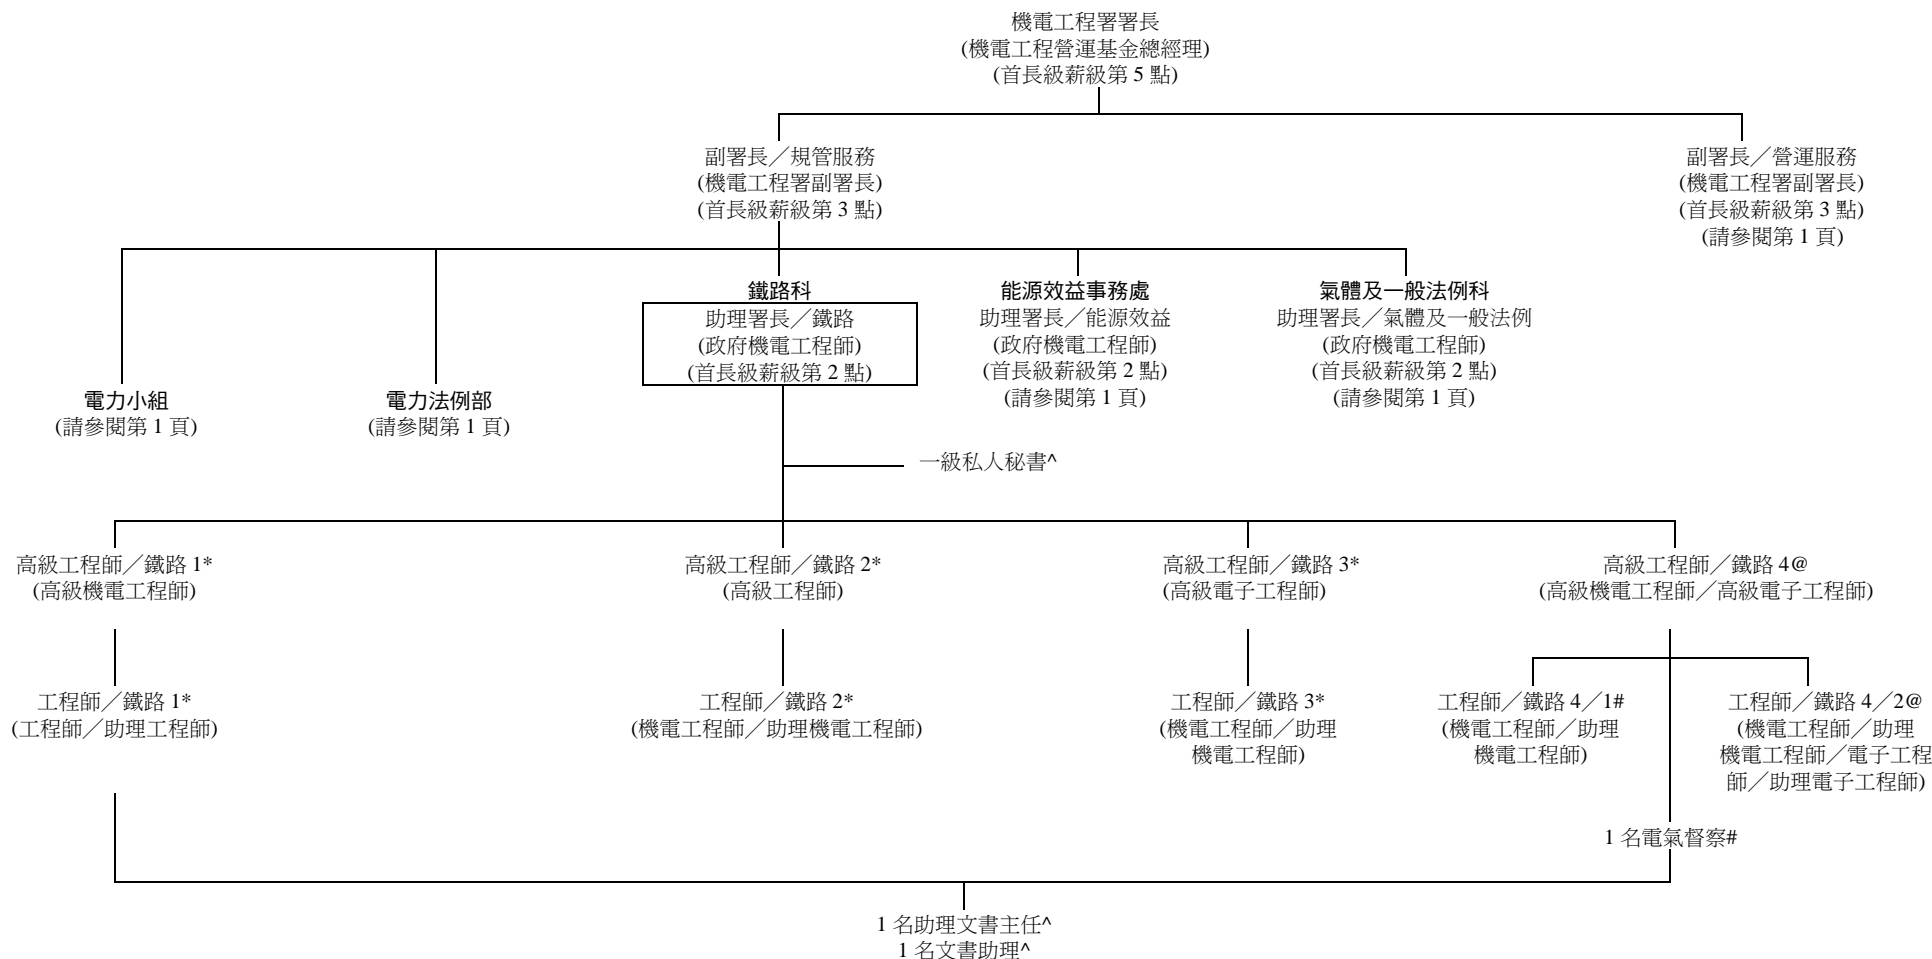 機電工程署署長
(機電工程營運基金總經理)
(首長級薪級第 5 點)
副署長／規管服務
(機電工程署副署長)
(首長級薪級第 3 點)
副署長／營運服務
(機電工程署副署長)
(首長級薪級第 3 點)
(請參閱第 1 頁)
電力小組
(請參閱第 1 頁)
電力法例部
(請參閱第 1 頁)
鐵路科
助理署長／鐵路
(政府機電工程師)
(首長級薪級第 2 點)
能源效益事務處
助理署長／能源效益
(政府機電工程師)
(首長級薪級第 2 點)
(請參閱第 1 頁)
氣體及一般法例科
助理署長／氣體及一般法例
(政府機電工程師)
(首長級薪級第 2 點)
(請參閱第 1 頁)
一級私人秘書^
高級工程師／鐵路 1*
(高級機電工程師)
高級工程師／鐵路 2*
(高級工程師)
高級工程師／鐵路 3*
(高級電子工程師)
高級工程師／鐵路 4@
(高級機電工程師／高級電子工程師)
工程師／鐵路 1*
(工程師／助理工程師)
工程師／鐵路 2*
(機電工程師／助理機電工程師)
工程師／鐵路 3*
(機電工程師／助理
機電工程師)
工程師／鐵路 4／1#
(機電工程師／助理
機電工程師)
工程師／鐵路 4／2@
(機電工程師／助理
機電工程師／電子工程
師／助理電子工程師)
1 名電氣督察#
1 名助理文書主任^
1 名文書助理^